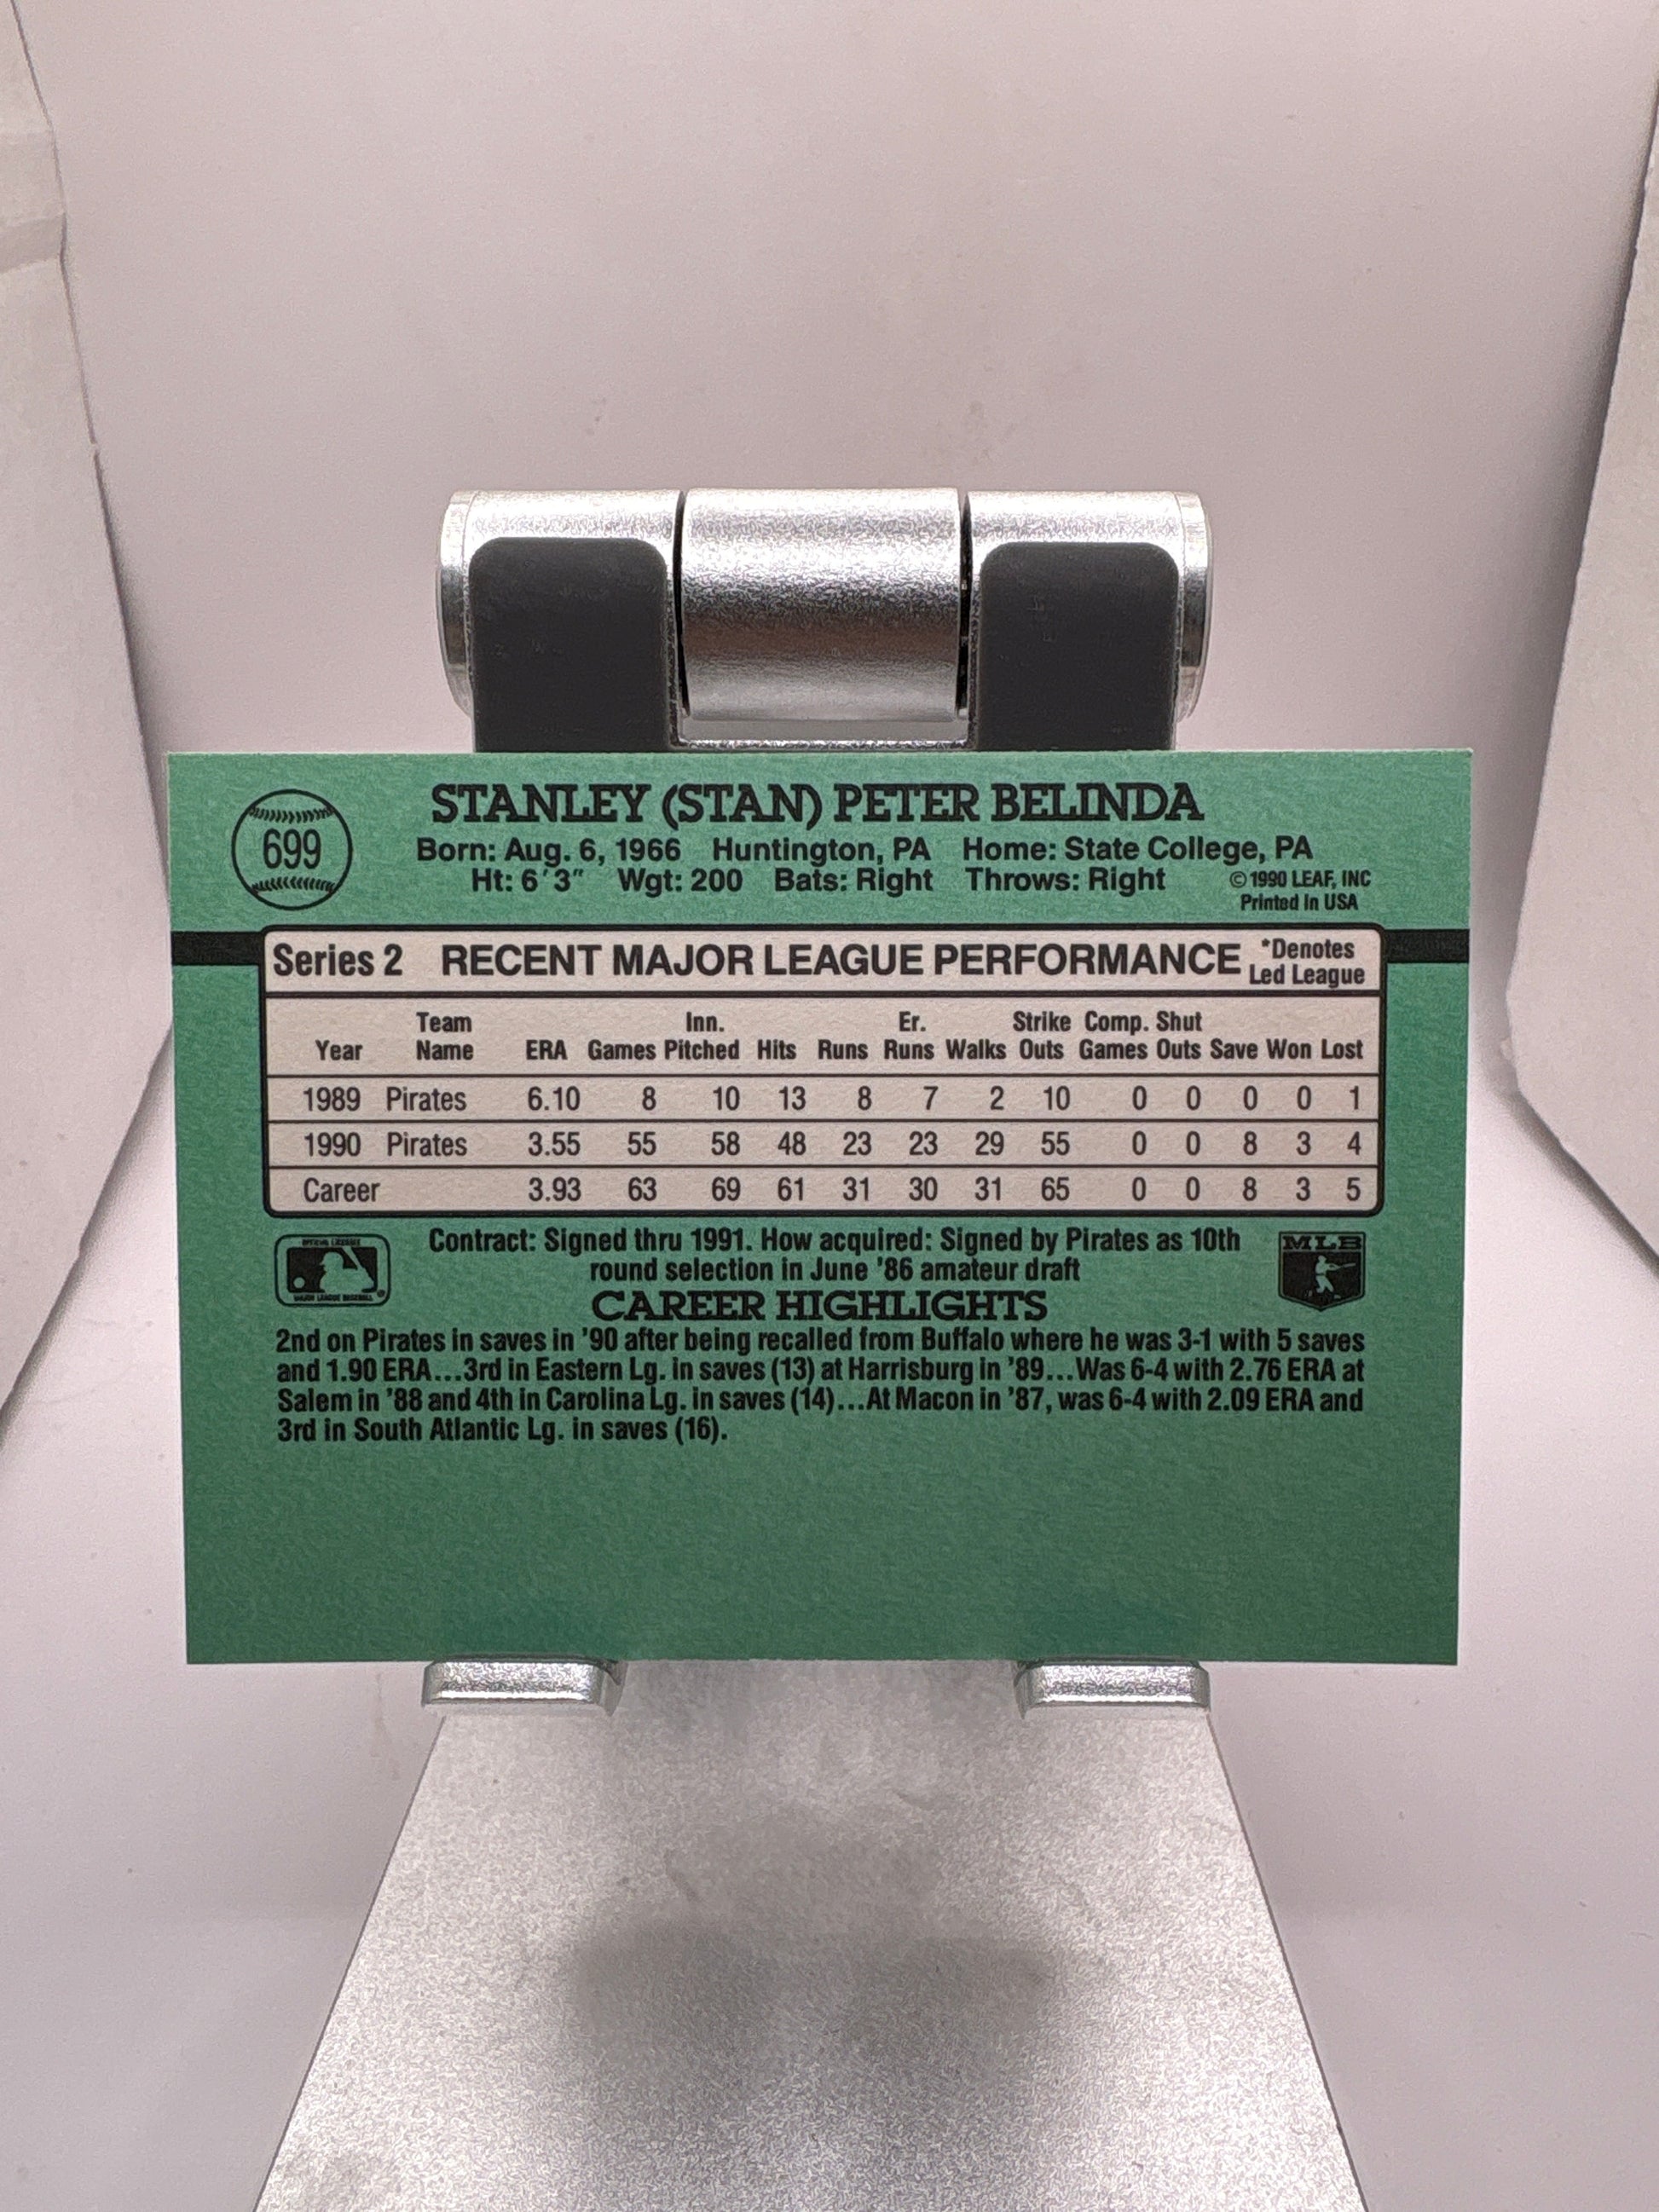 699
STANLEY (STAN) PETER BELINDA
Born: Aug. 6, 1966 Huntington, PA Home: State College, PA
Ht: 6'3" Wgt: 200 Bats: Right Throws: Right
©1990 LEAF, INC
Printed In USA
Series 2 RECENT MAJOR LEAGUE PERFORMANCE *Denotes
Led League
Team Inn. Er. Strike Comp. Shut
Year Name ERA Games Pitched Hits Runs Runs Walks Outs Games Outs Save Won Lost
1989 Pirates 6.10 8 10 13 8 7 2 10 0 0 0 0 1
1990 Pirates 3.55 55 58 48 23 23 29 55 0 0 8 3 4
Career 3.93 63 69 61 31 30 31 65 0 0 8 3 5
Contract: Signed thru 1991. How acquired: Signed by Pirates as 10th
round selection in June '86 amateur draft
OFFICIAL LICENSEE
MAJOR LEAGUE BASEBALL
MLB
CAREER HIGHLIGHTS
2nd on Pirates in saves in '90 after being recalled from Buffalo where he was 3-1 with 5 saves
and 1.90 ERA...3rd in Eastern Lg. in saves (13) at Harrisburg in '89...Was 6-4 with 2.76 ERA at
Salem in '88 and 4th in Carolina Lg. in saves (14)...At Macon in '87, was 6-4 with 2.09 ERA and
3rd in South Atlantic Lg. in saves (16).